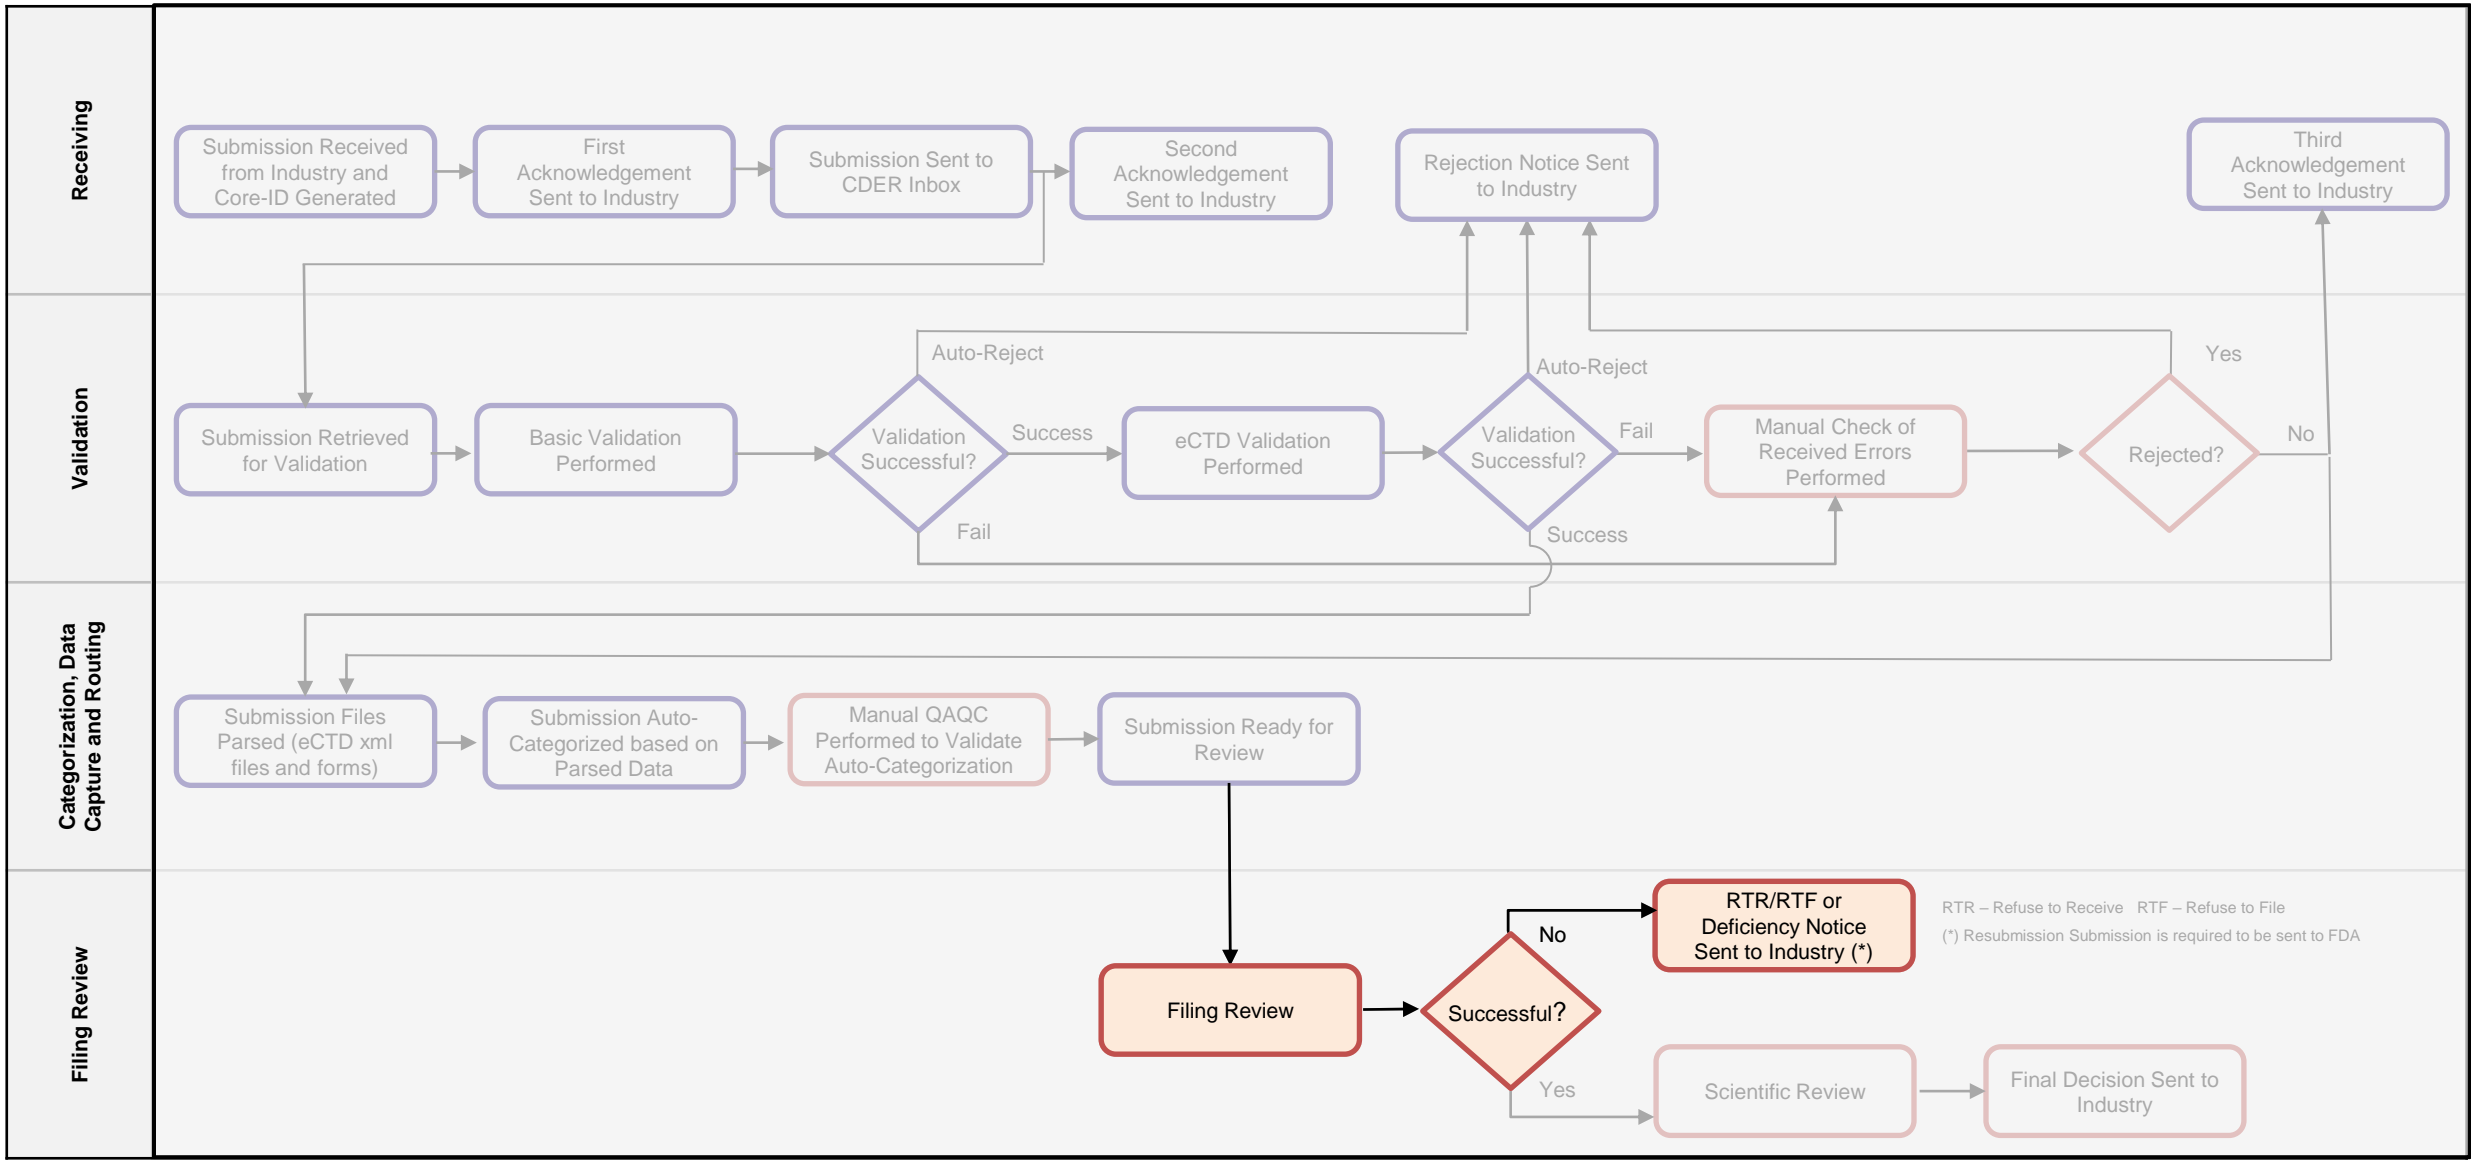 Receiving
Submission Received
from Industry and
Core-ID Generated
First
Acknowledgement
Sent to Industry
Submission Sent to
CDER Inbox
Second
Acknowledgement
Sent to Industry
Rejection Notice Sent
to Industry
Third
Acknowledgement
Sent to Industry
Validation
Submission Retrieved
for Validation
Basic Validation
Performed
Validation
Successful?
Auto-Reject
Success
Fail
eCTD Validation
Performed
Validation
Successful?
Auto-Reject
Fail
Success
Manual Check of
Received Errors
Performed
Rejected?
Yes
No
Categorization, Data
Capture and Routing
Submission Files
Parsed (eCTD xml
files and forms)
Submission Auto-
Categorized based on
Parsed Data
Manual QAQC
Performed to Validate
Auto-Categorization
Submission Ready for
Review
Filing Review
Filing Review
Successful?
No
Yes
RTR/RTF or
Deficiency Notice
Sent to Industry (*)
RTR – Refuse to Receive RTF – Refuse to File
(*) Resubmission Submission is required to be sent to FDA
Scientific Review
Final Decision Sent to
Industry